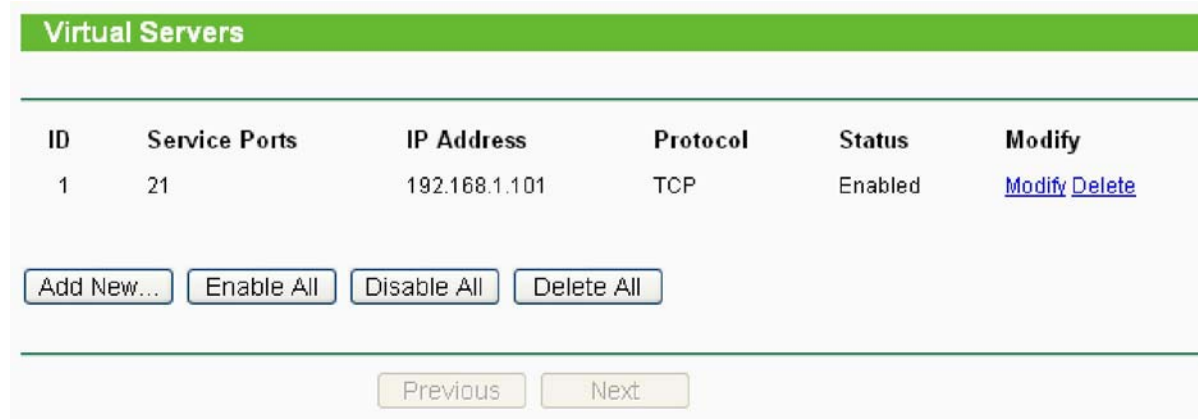 Virtual Servers
ID Service Ports IP Address Protocol Status Modify
1 21 192.168.1.101 TCP Enabled Modify Delete
Add New... Enable All Disable All Delete All
Previous Next